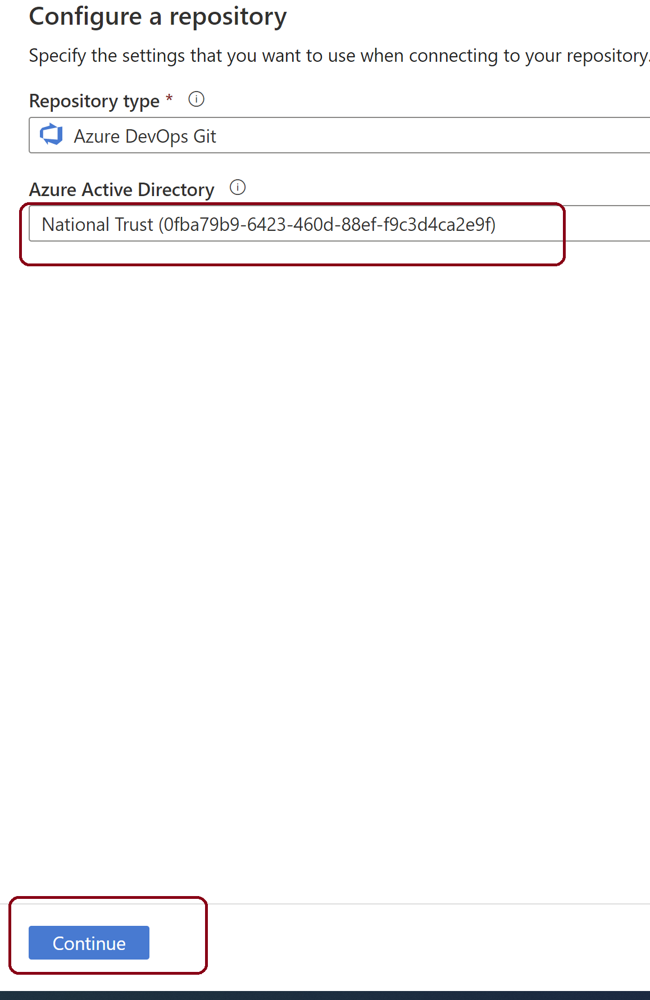 Configure a repository
Specify the settings that you want to use when connecting to your repository.
Repository type *
Azure DevOps Git
Azure Active Directory
National Trust (0fba79b9-6423-460d-88ef-f9c3d4ca2e9f)
Continue